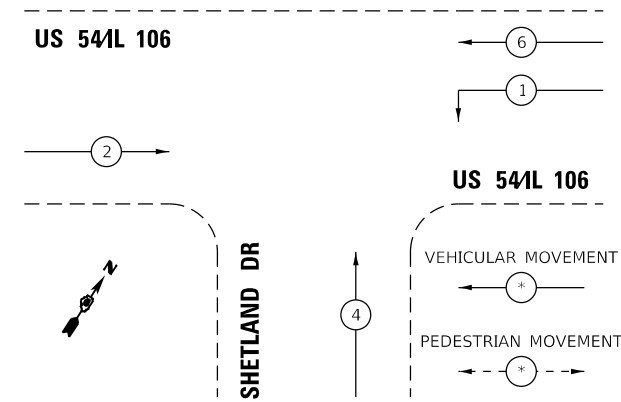 US 54/IL 106
6
1
2
US 54/IL 106
N
SHETLAND DR
4
VEHICULAR MOVEMENT
*
PEDESTRIAN MOVEMENT
*